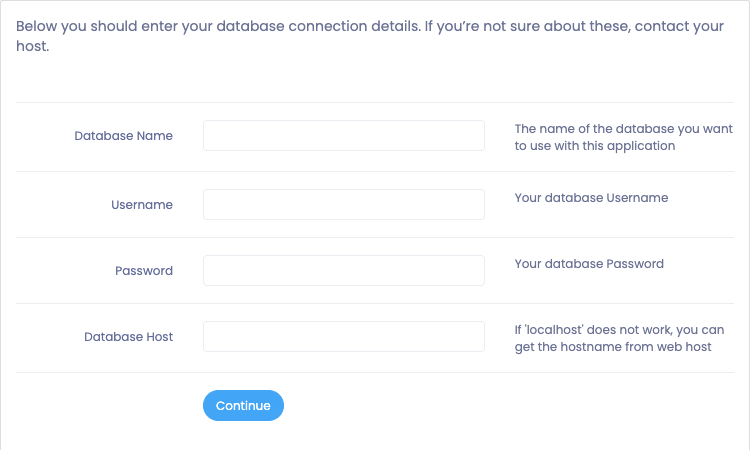 Below you should enter your database connection details. If you’re not sure about these, contact your
host.
Database Name
The name of the database you want
to use with this application
Username
Your database Username
Password
Your database Password
Database Host
If 'localhost' does not work, you can
get the hostname from web host
Continue